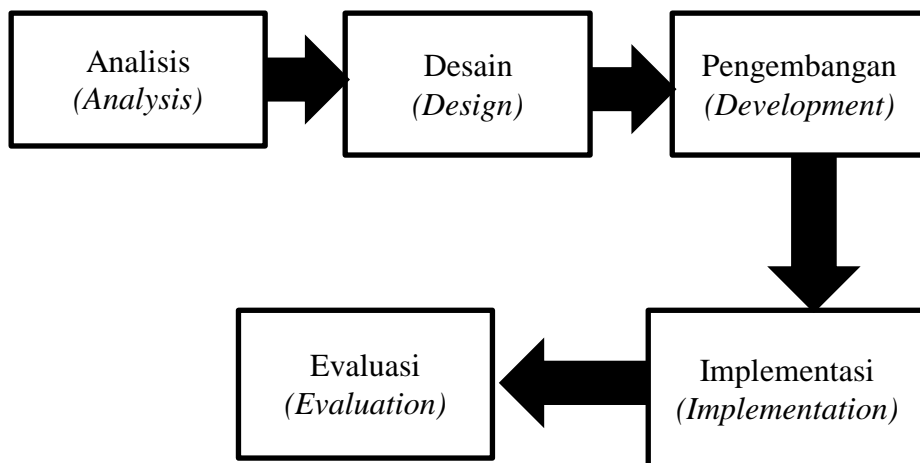 Analisis
(Analysis)
Desain
(Design)
Pengembangan
(Development)
Implementasi
(Implementation)
Evaluasi
(Evaluation)